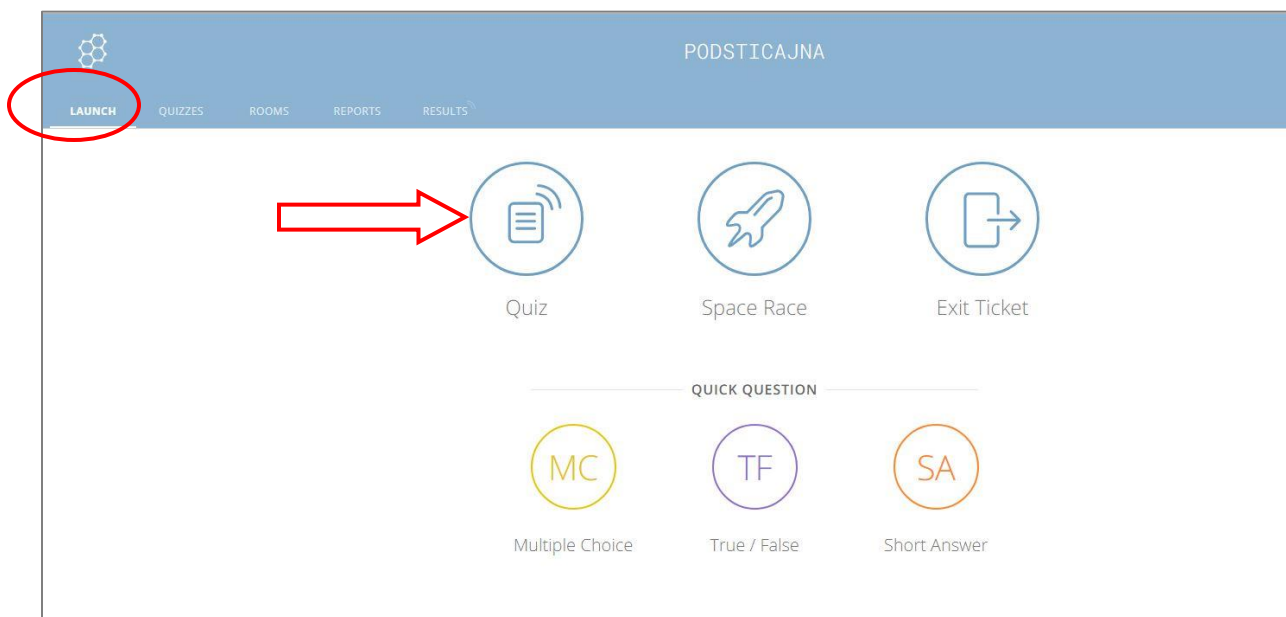 PODSTICAJNA
LAUNCH QUIZZES ROOMS REPORTS RESULTS
Quiz Space Race Exit Ticket
QUICK QUESTION
MC TF SA
Multiple Choice True / False Short Answer